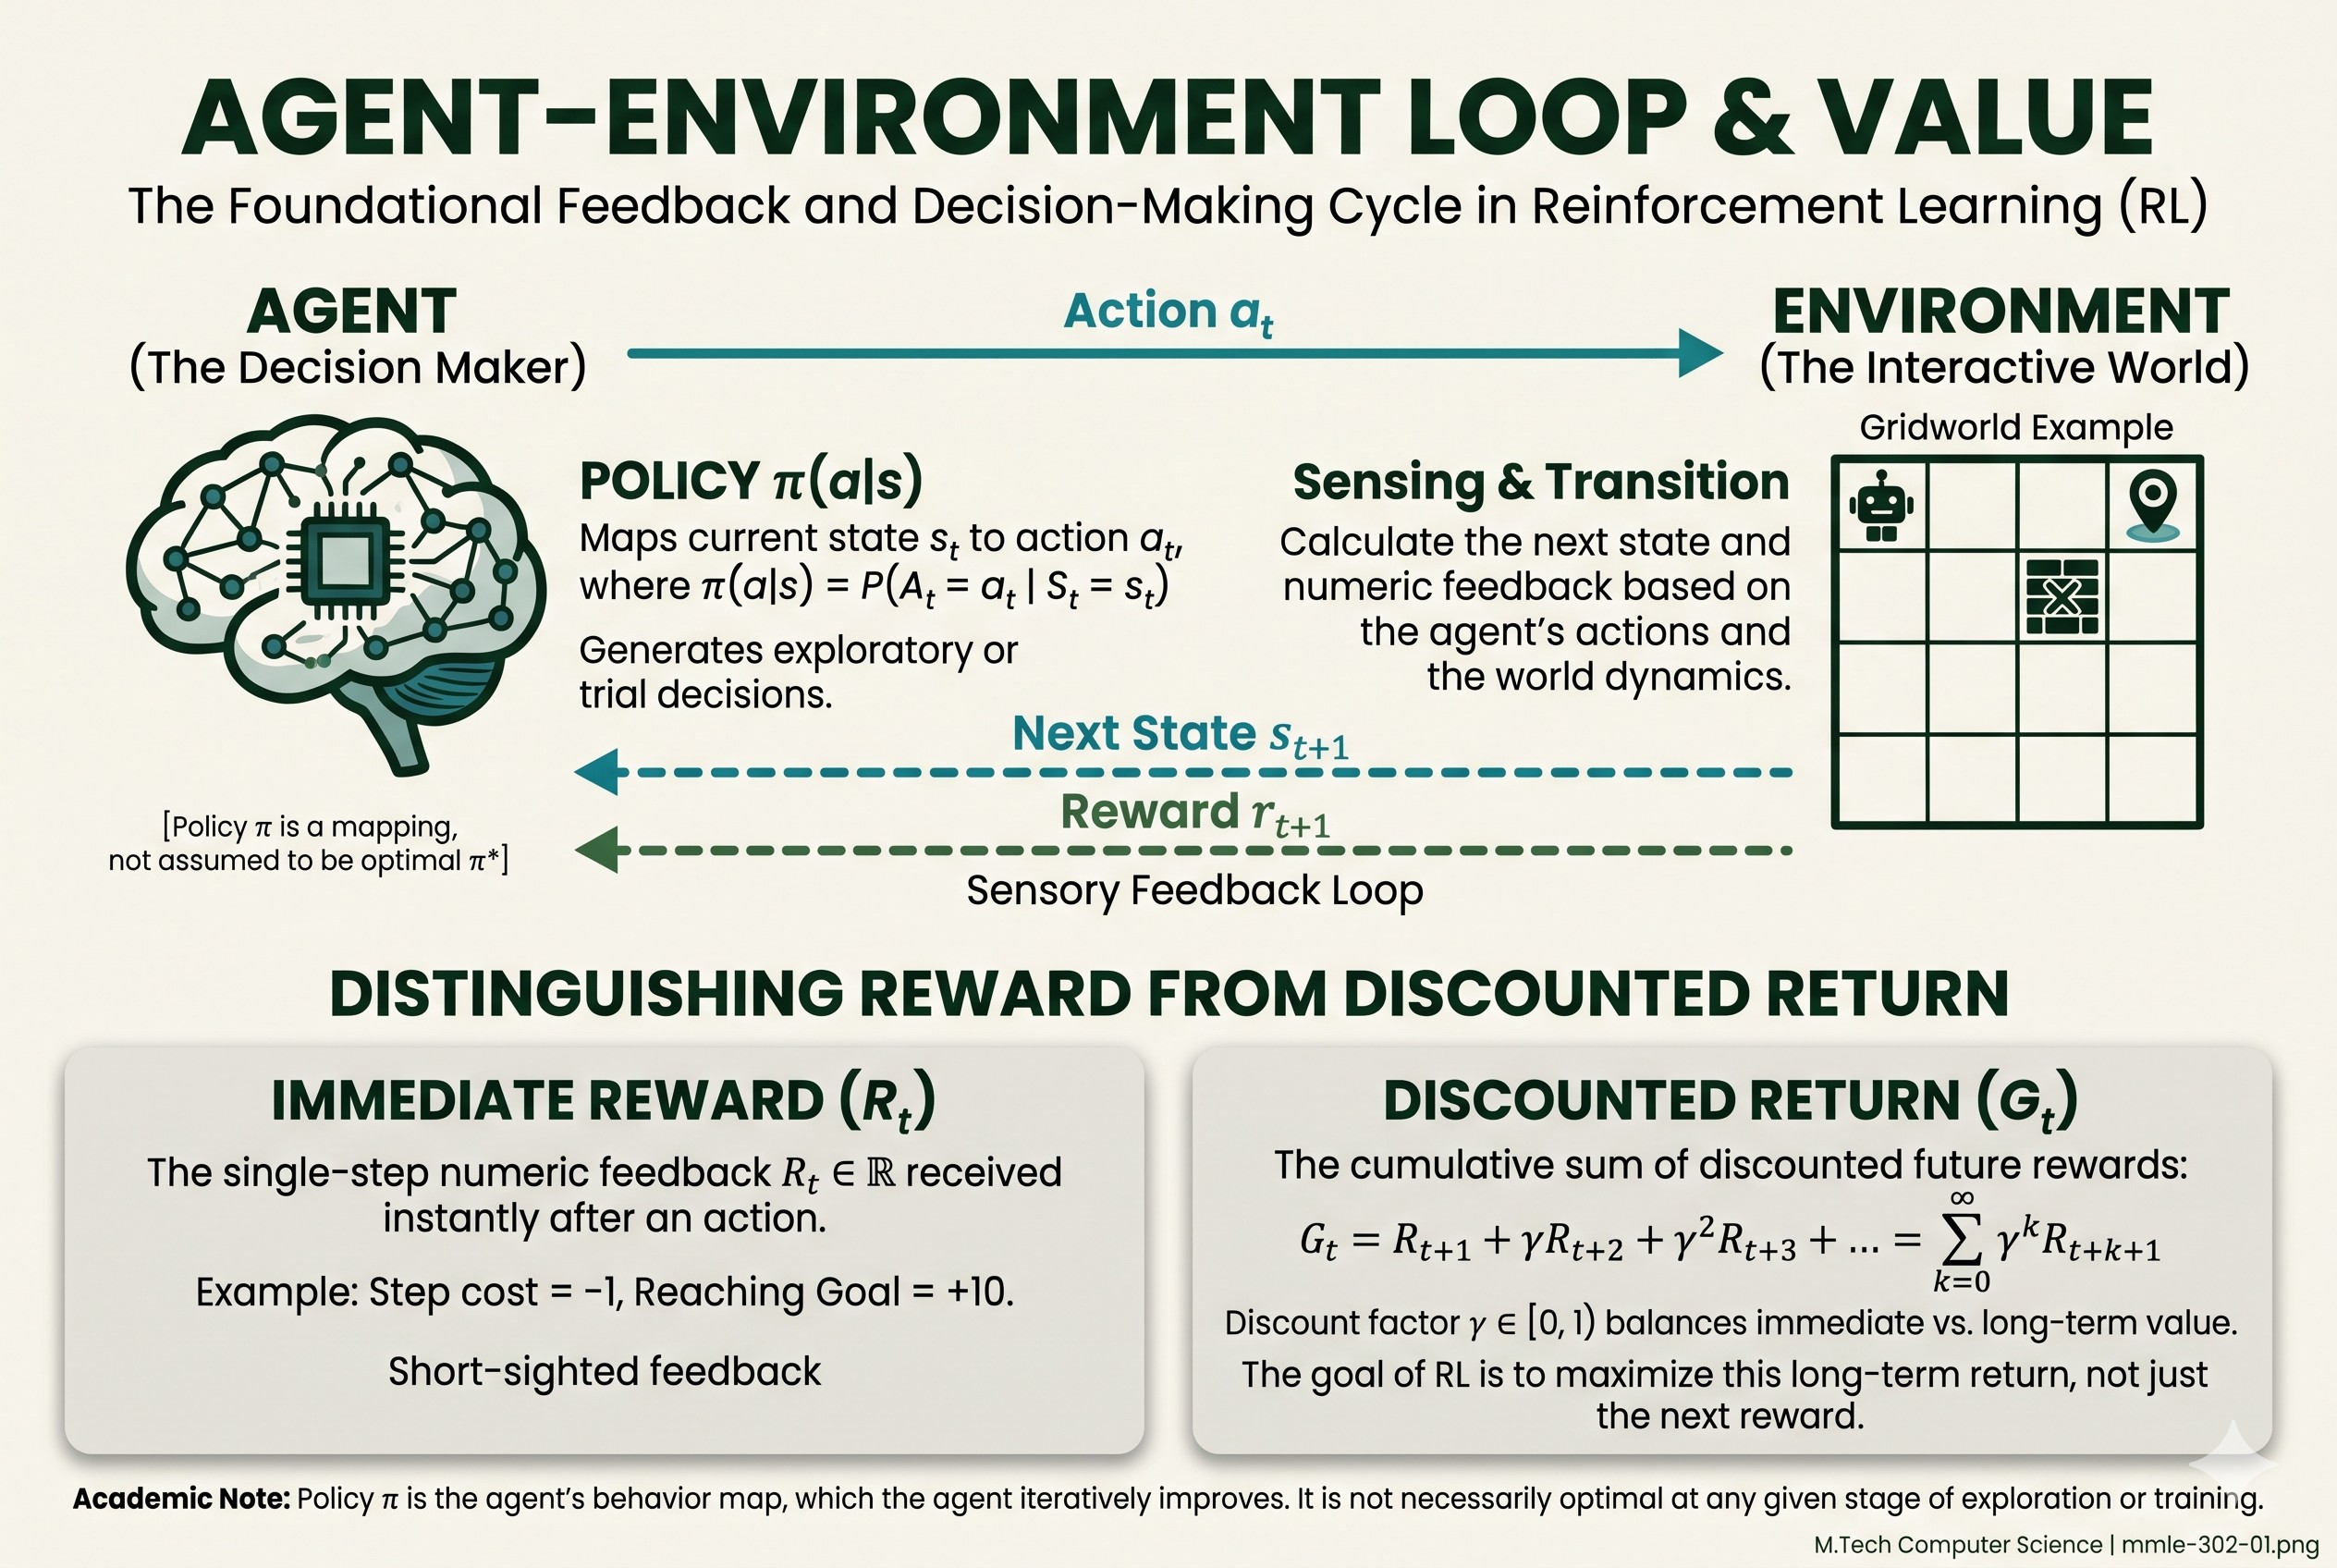 AGENT-ENVIRONMENT LOOP & VALUE
The Foundational Feedback and Decision-Making Cycle in Reinforcement Learning (RL)
AGENT
(The Decision Maker)
Action a_t
ENVIRONMENT
(The Interactive World)
Gridworld Example
POLICY π(a|s)
Maps current state s_t to action a_t,
where π(a|s) = P(A_t = a_t | S_t = s_t)
Generates exploratory or
trial decisions.
Sensing & Transition
Calculate the next state and
numeric feedback based on
the agent's actions and
the world dynamics.
Next State s_{t+1}
Reward r_{t+1}
Sensory Feedback Loop
[Policy π is a mapping,
not assumed to be optimal π*]
DISTINGUISHING REWARD FROM DISCOUNTED RETURN
IMMEDIATE REWARD (R_t)
The single-step numeric feedback R_t ∈ ℝ received
instantly after an action.
Example: Step cost = -1, Reaching Goal = +10.
Short-sighted feedback
DISCOUNTED RETURN (G_t)
The cumulative sum of discounted future rewards:
G_t = R_{t+1} + γR_{t+2} + γ^2R_{t+3} + ... = ∑_{k=0}^{∞} γ^k R_{t+k+1}
Discount factor γ ∈ [0, 1) balances immediate vs. long-term value.
The goal of RL is to maximize this long-term return, not just
the next reward.
Academic Note: Policy π is the agent's behavior map, which the agent iteratively improves. It is not necessarily optimal at any given stage of exploration or training.
M.Tech Computer Science | mmle-302-01.png